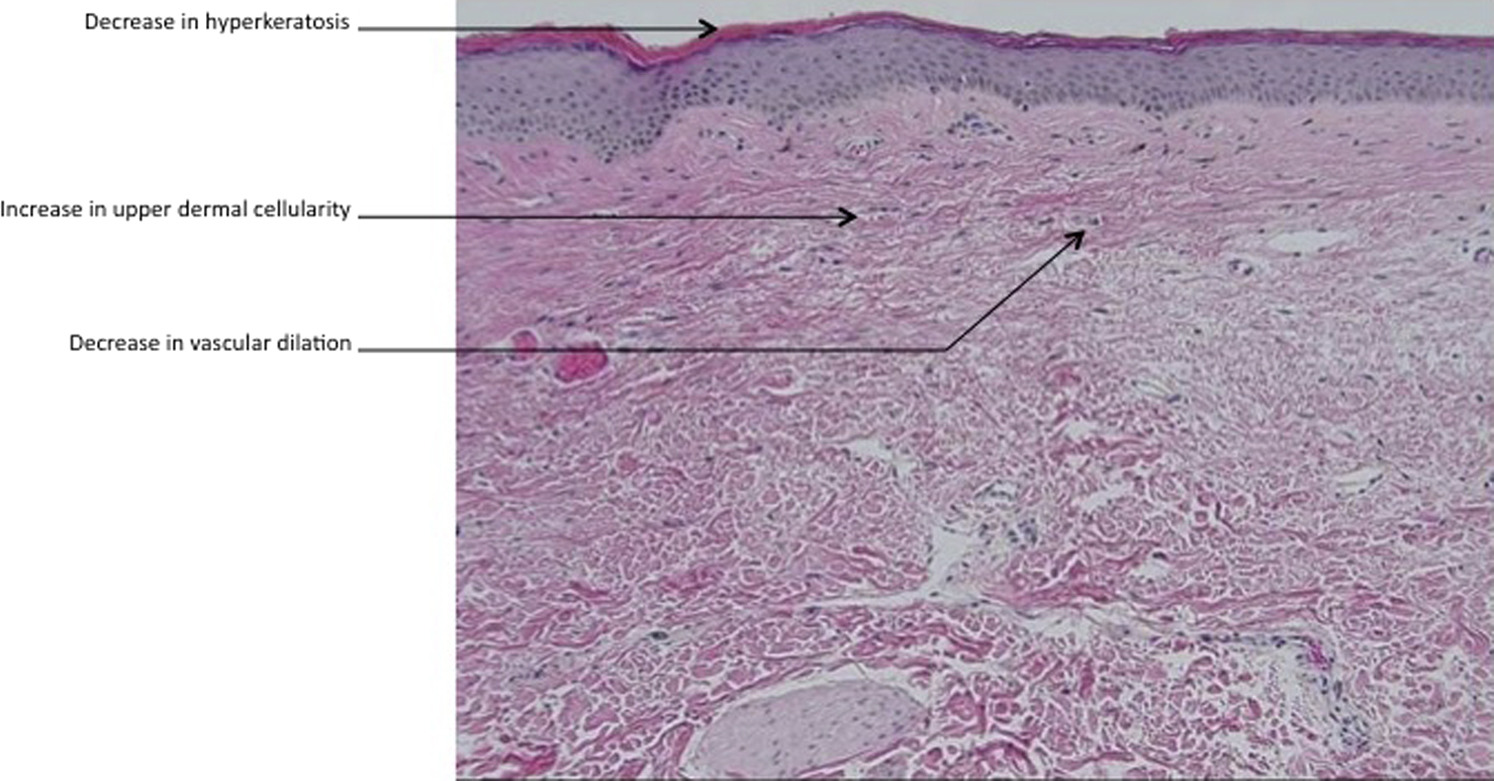 Decrease in hyperkeratosis
Increase in upper dermal cellularity
Decrease in vascular dilation